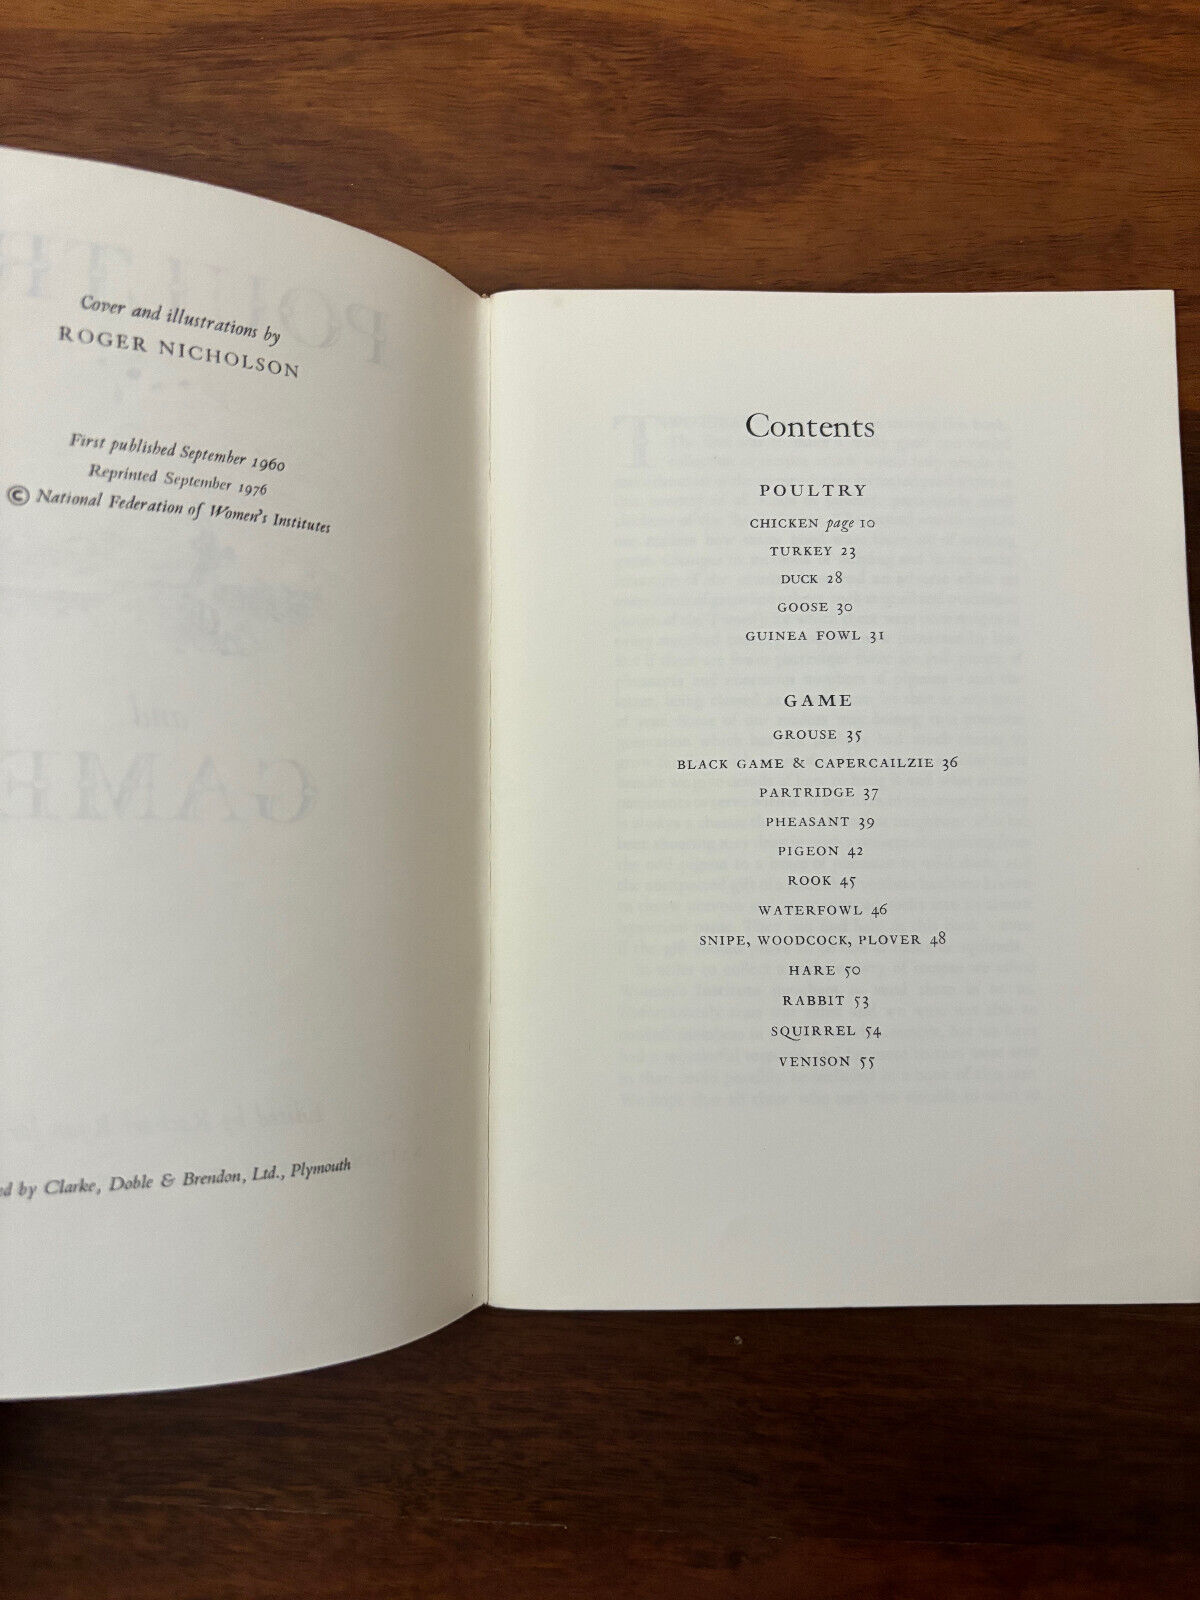 Cover and illustrations by
ROGER NICHOLSON
First published September 1960
Reprinted September 1976
© National Federation of Women's Institutes
by Clarke, Doble & Brendon, Ltd., Plymouth
Contents
POULTRY
CHICKEN page 10
TURKEY 23
DUCK 28
GOOSE 30
GUINEA FOWL 31
GAME
GROUSE 35
BLACK GAME & CAPERCAILZIE 36
PARTRIDGE 37
PHEASANT 39
PIGEON 42
ROOK 45
WATERFOWL 46
SNIPE, WOODCOCK, PLOVER 48
HARE 50
RABBIT 53
SQUIRREL 54
VENISON 55